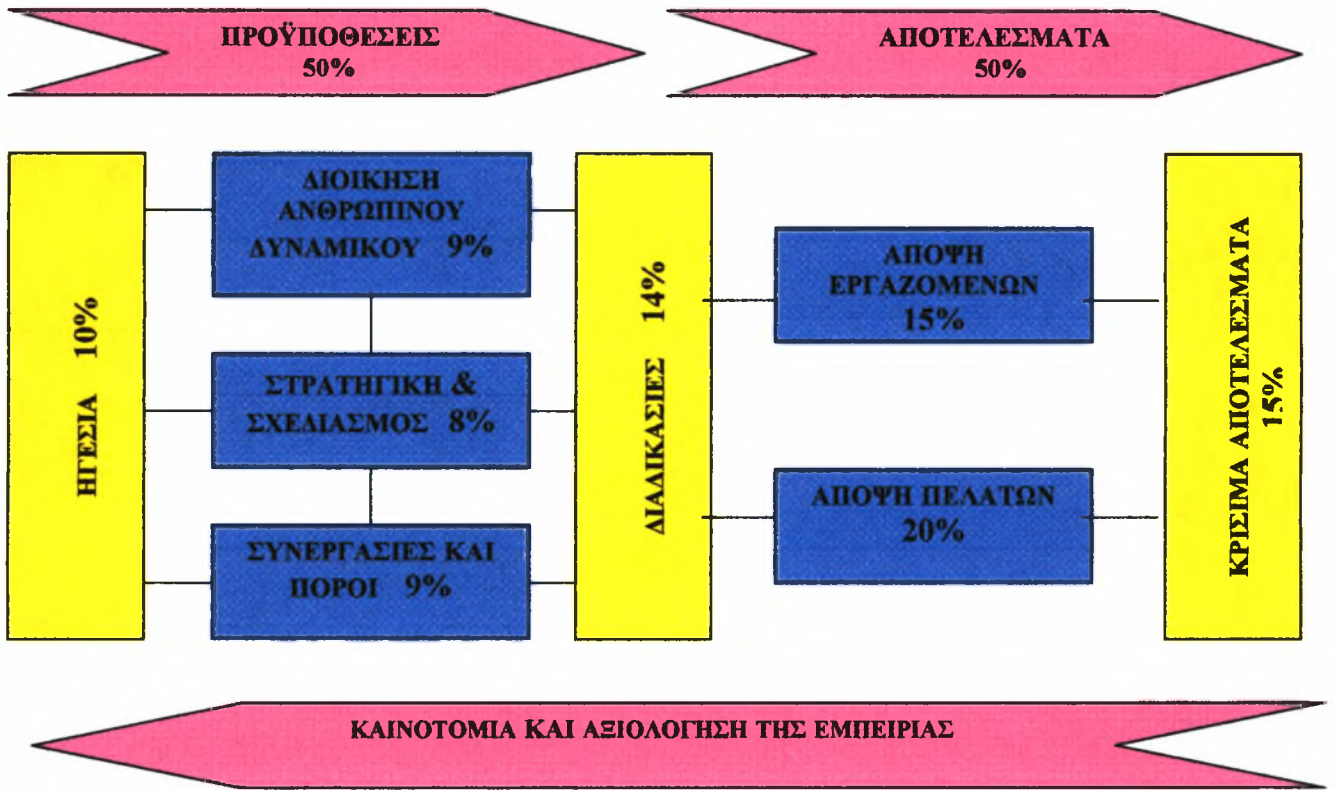 ΠΡΟΫΠΟΘΕΣΕΙΣ
50%
ΑΠΟΤΕΛΕΣΜΑΤΑ
50%
ΗΓΕΣΙΑ 10%
ΔΙΟΙΚΗΣΗ
ΑΝΘΡΩΠΙΝΟΥ
ΔΥΝΑΜΙΚΟΥ 9%
ΣΤΡΑΤΗΓΙΚΗ &
ΣΧΕΔΙΑΣΜΟΣ 8%
ΣΥΝΕΡΓΑΣΙΕΣ ΚΑΙ
ΠΟΡΟΙ 9%
ΔΙΑΔΙΚΑΣΙΕΣ 14%
ΑΠΟΨΗ
ΕΡΓΑΖΟΜΕΝΩΝ
15%
ΑΠΟΨΗ ΠΕΛΑΤΩΝ
20%
ΚΡΙΣΙΜΑ ΑΠΟΤΕΛΕΣΜΑΤΑ
15%
ΚΑΙΝΟΤΟΜΙΑ ΚΑΙ ΑΞΙΟΛΟΓΗΣΗ ΤΗΣ ΕΜΠΕΙΡΙΑΣ